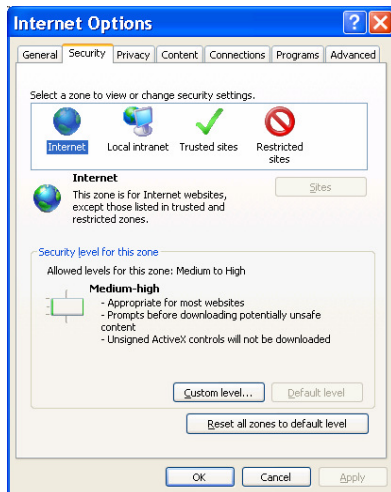 Internet Options
General Security Privacy Content Connections Programs Advanced
Select a zone to view or change security settings.
Internet Local intranet Trusted sites Restricted
sites
Internet
Sites
This zone is for Internet websites,
except those listed in trusted and
restricted zones.
Security level for this zone
Allowed levels for this zone: Medium to High
Medium-high
- Appropriate for most websites
- Prompts before downloading potentially unsafe
content
- Unsigned ActiveX controls will not be downloaded
Custom level... Default level
Reset all zones to default level
OK Cancel Apply